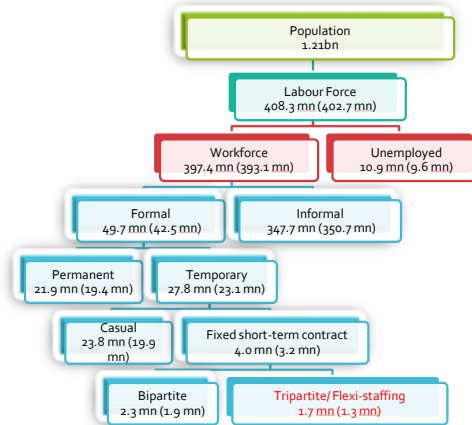 Population
1.21bn
Labour Force
408.3 mn (402.7 mn)
Workforce
397.4 mn (393.1 mn)
Unemployed
10.9 mn (9.6 mn)
Formal
49.7 mn (42.5 mn)
Informal
347.7 mn (350.7 mn)
Permanent
21.9 mn (19.4 mn)
Temporary
27.8 mn (23.1 mn)
Casual
23.8 mn (19.9
mn)
Fixed short-term contract
4.0 mn (3.2 mn)
Bipartite
2.3 mn (1.9 mn)
Tripartite/ Flexi-staffing
1.7 mn (1.3 mn)